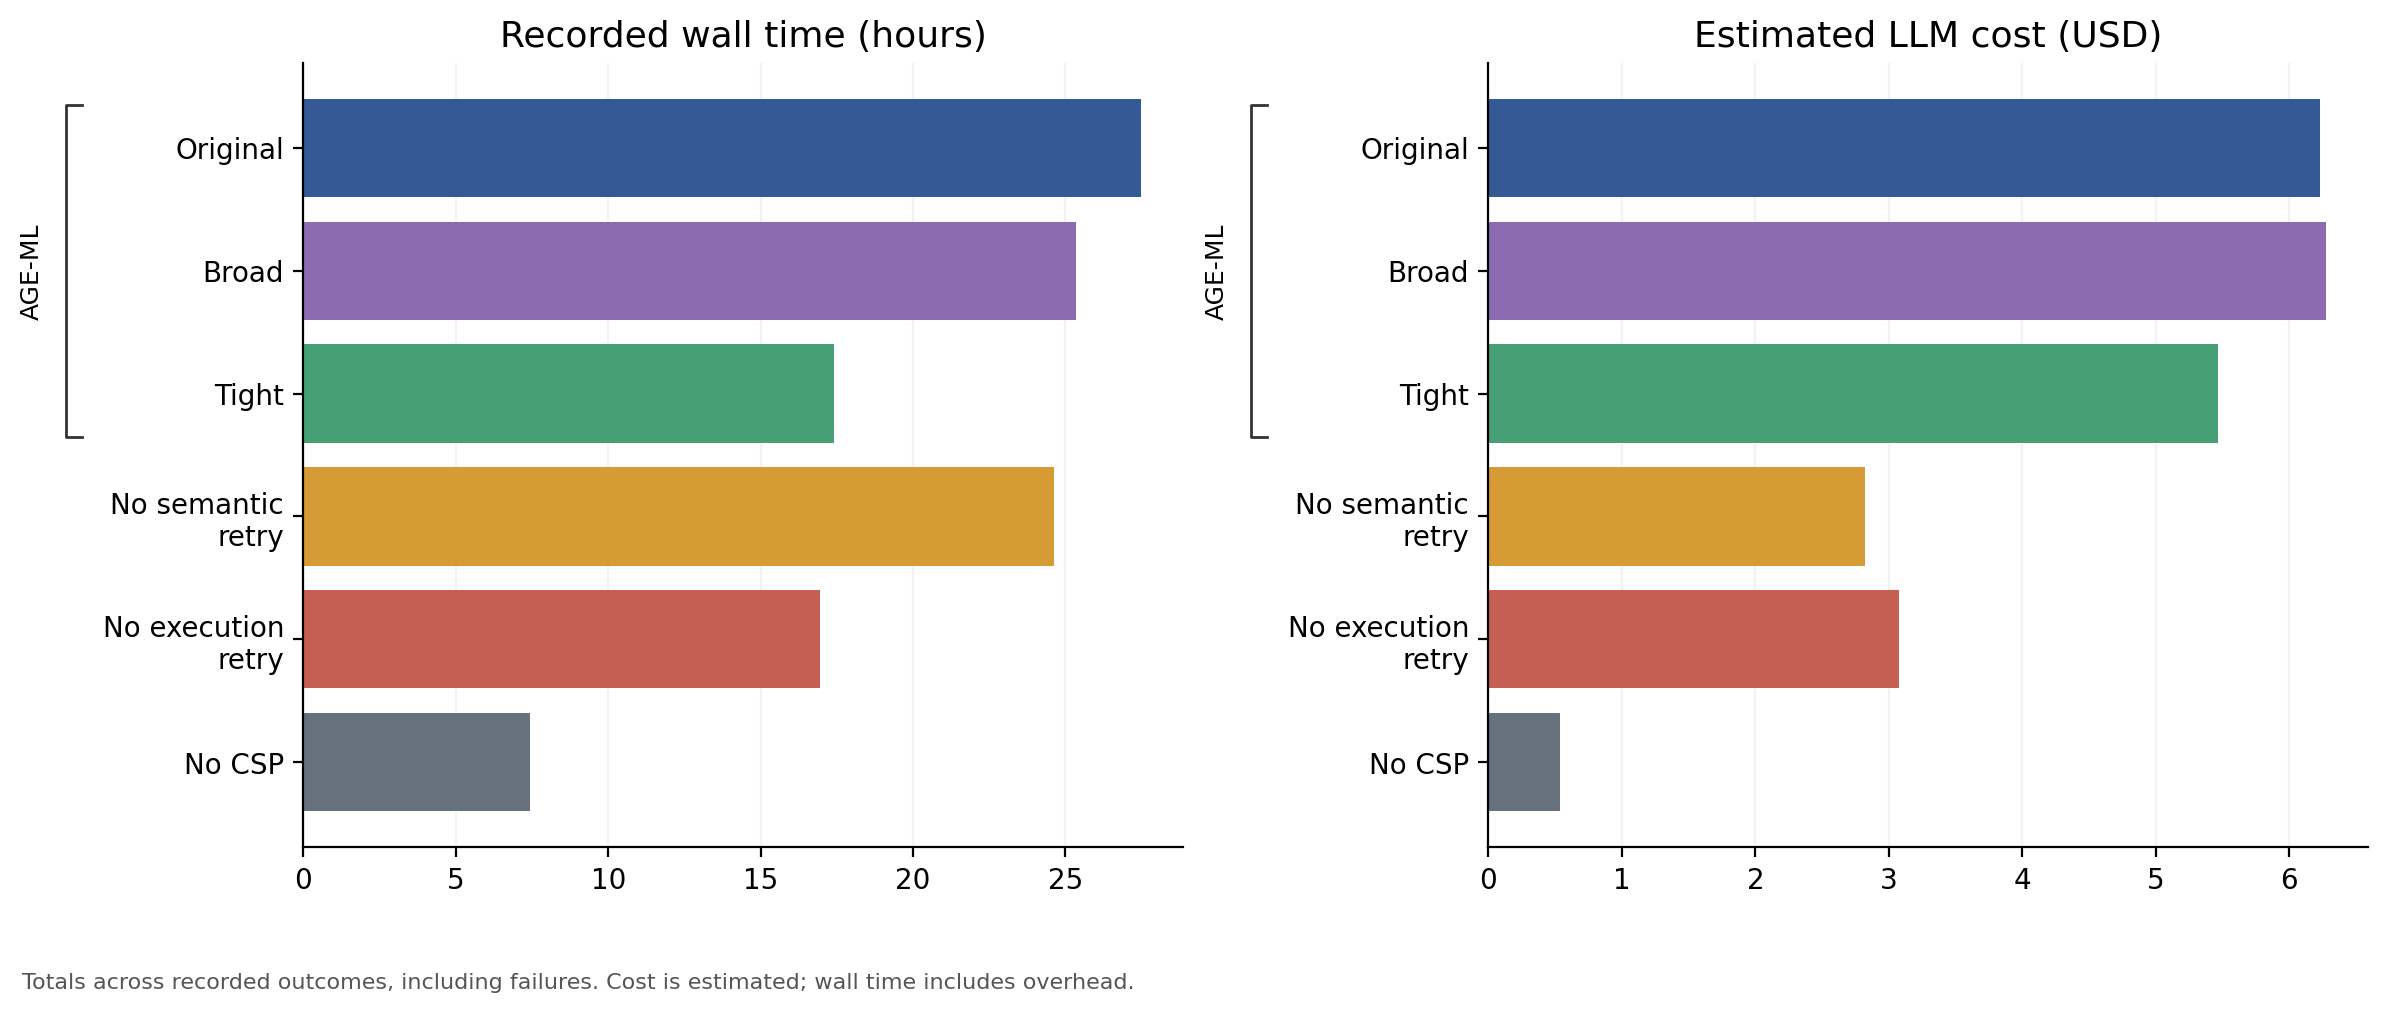 Recorded wall time (hours)
AGE-ML
Original
Broad
Tight
No semantic
retry
No execution
retry
No CSP
0 5 10 15 20 25
Estimated LLM cost (USD)
AGE-ML
Original
Broad
Tight
No semantic
retry
No execution
retry
No CSP
0 1 2 3 4 5 6
Totals across recorded outcomes, including failures. Cost is estimated; wall time includes overhead.